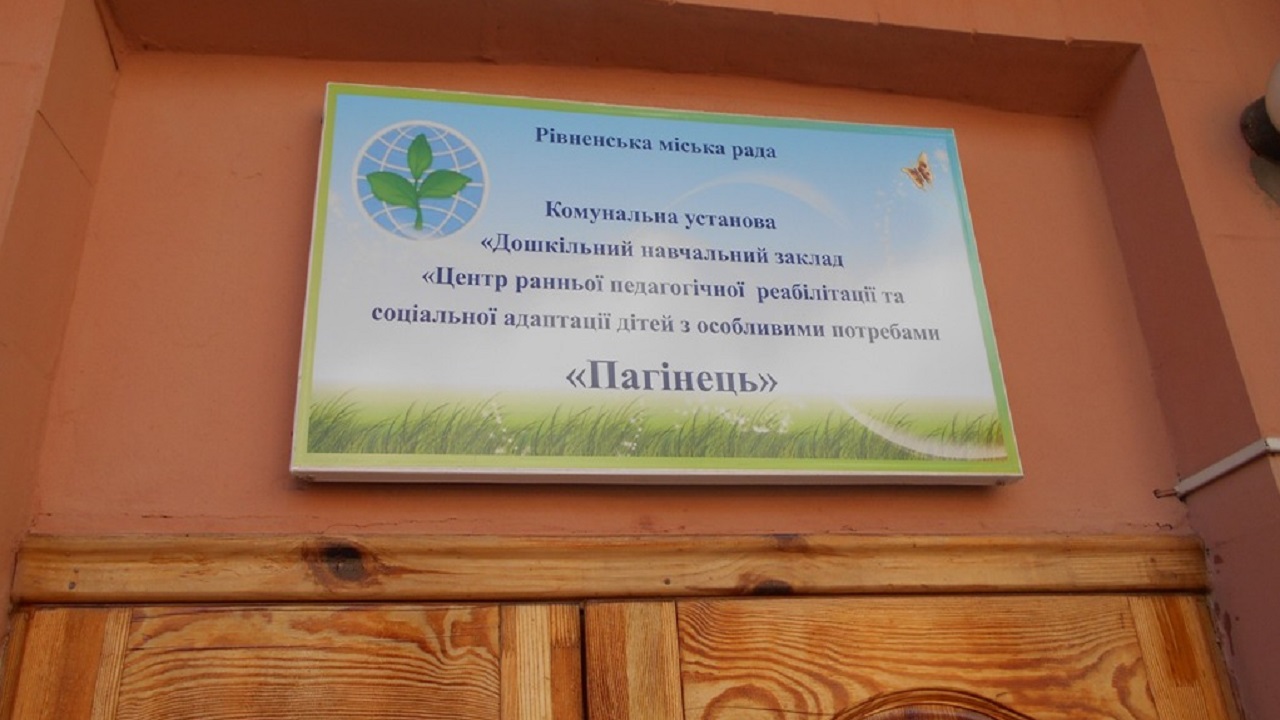 Рівненська міська рада
Комунальна установа
«Дошкільний навчальний заклад
«Центр ранньої педагогічної реабілітації та
соціальної адаптації дітей з особливими потребами
«Пагінець»